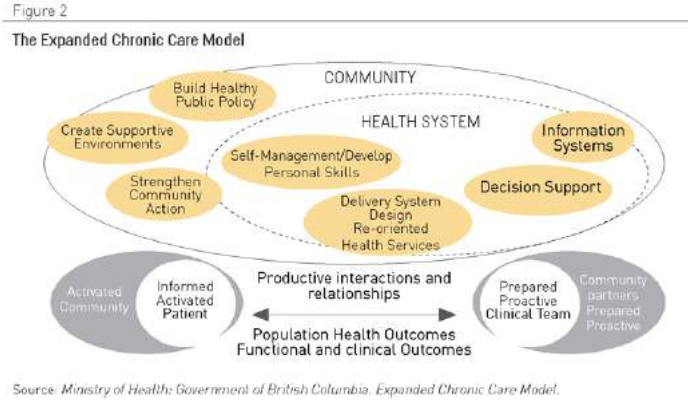 Figure 2
The Expanded Chronic Care Model
COMMUNITY
Build Healthy
Public Policy
HEALTH SYSTEM
Create Supportive
Environments
Information
Systems
Self-Management/Develop
Personal Skills
Strengthen
Community
Action
Decision Support
Delivery System
Design
Re-oriented
Health Services
Activated
Community
Informed
Activated
Patient
Productive interactions and
relationships
Population Health Outcomes
Functional and clinical Outcomes
Prepared
Proactive
Clinical Team
Community
partners
Prepared
Proactive
Source: Ministry of Health: Government of British Columbia. Expanded Chronic Care Model.